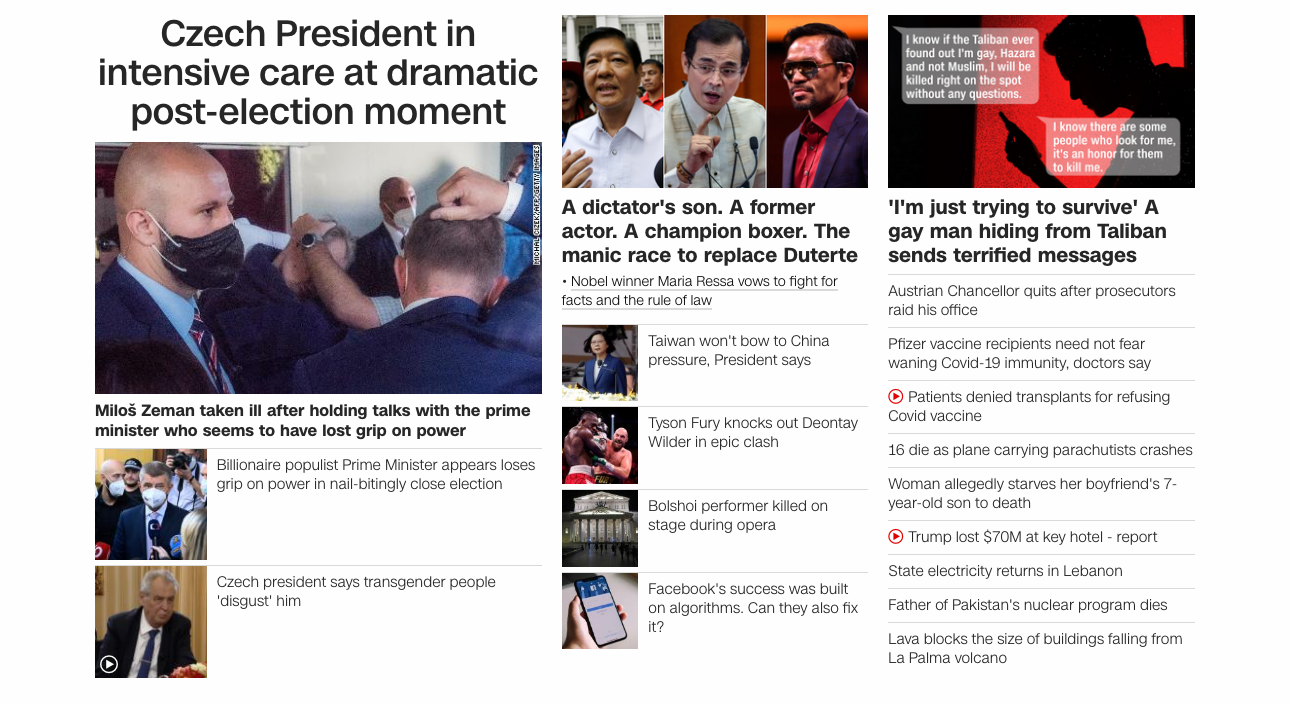 Czech President in
intensive care at dramatic
post-election moment
MICHAL CIZEK/AFP/GETTY IMAGES
Miloš Zeman taken ill after holding talks with the prime
minister who seems to have lost grip on power
Billionaire populist Prime Minister appears loses
grip on power in nail-bitingly close election
Czech president says transgender people
'disgust' him
A dictator's son. A former
actor. A champion boxer. The
manic race to replace Duterte
• Nobel winner Maria Ressa vows to fight for
facts and the rule of law
Taiwan won't bow to China
pressure, President says
Tyson Fury knocks out Deontay
Wilder in epic clash
Bolshoi performer killed on
stage during opera
Facebook's success was built
on algorithms. Can they also fix
it?
I know if the Taliban ever
found out I'm gay, Hazara
and not Muslim, I will be
killed right on the spot
without any questions.
I know there are some
people who look for me,
it's an honor for them
to kill me.
'I'm just trying to survive' A
gay man hiding from Taliban
sends terrified messages
Austrian Chancellor quits after prosecutors
raid his office
Pfizer vaccine recipients need not fear
waning Covid-19 immunity, doctors say
Patients denied transplants for refusing
Covid vaccine
16 die as plane carrying parachutists crashes
Woman allegedly starves her boyfriend's 7-
year-old son to death
Trump lost $70M at key hotel - report
State electricity returns in Lebanon
Father of Pakistan's nuclear program dies
Lava blocks the size of buildings falling from
La Palma volcano